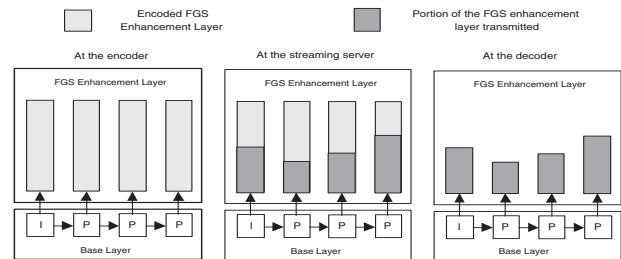 Encoded FGS
Enhancement Layer
Portion of the FGS enhancement
layer transmitted
At the encoder
At the streaming server
At the decoder
FGS Enhancement Layer
FGS Enhancement Layer
FGS Enhancement Layer
I P P P
I P P P
I P P P
Base Layer
Base Layer
Base Layer